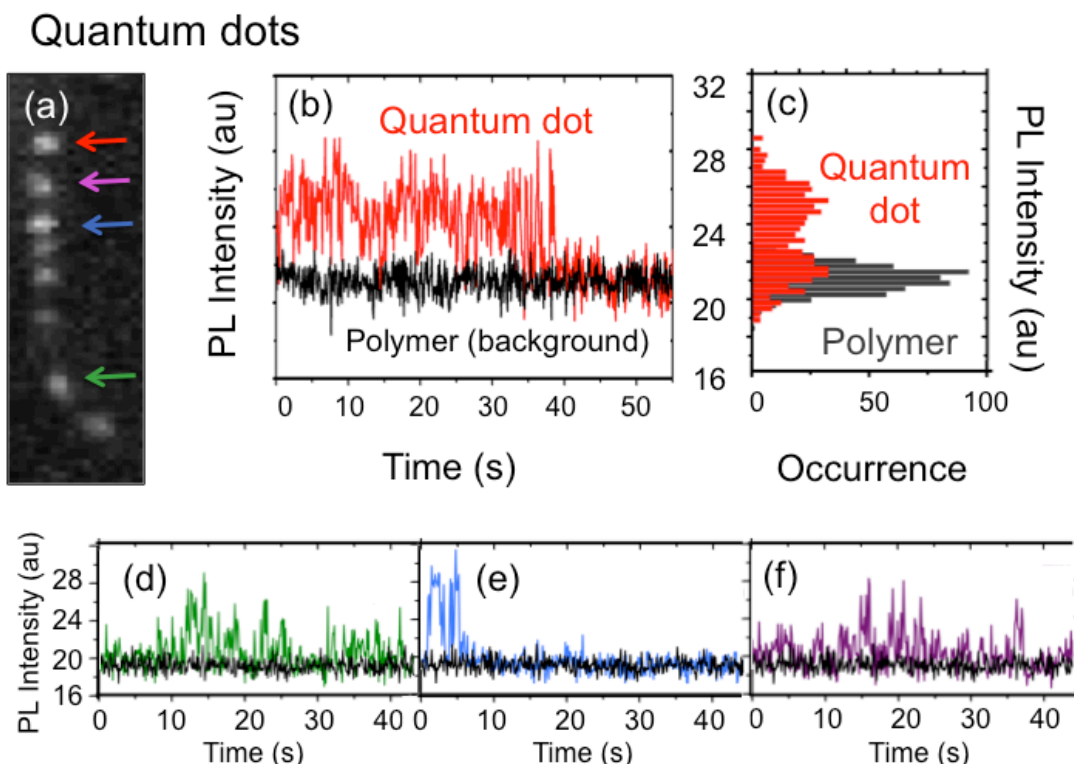 Quantum dots
(a)
(b)
Quantum dot
Polymer (background)
PL Intensity (au)
0 10 20 30 40 50
Time (s)
(c)
Quantum
dot
Polymer
32
28
24
20
16
0 50 100
Occurrence
PL Intensity (au)
PL Intensity (au)
28
24
20
16
(d)
0 10 20 30 40
Time (s)
(e)
0 10 20 30 40
Time (s)
(f)
0 10 20 30 40
Time (s)